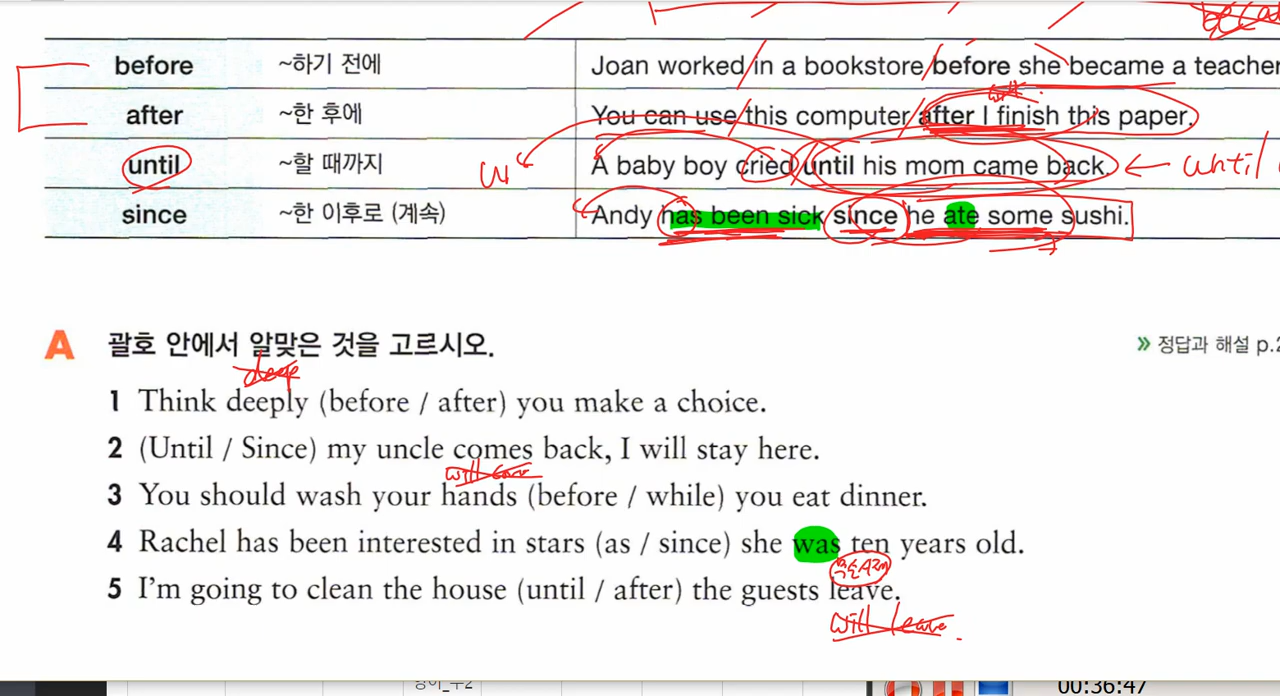 before ~하기 전에 Joan worked in a bookstore before she became a teacher
after ~한 후에 You can use this computer after I finish this paper.
will
until ~할 때까지 A baby boy cried until his mom came back. ← until
since ~한 이후로 (계속) Andy has been sick since he ate some sushi.
A 괄호 안에서 알맞은 것을 고르시오.
» 정답과 해설 p.2
deep
1 Think deeply (before / after) you make a choice.
2 (Until / Since) my uncle comes back, I will stay here.
will come
3 You should wash your hands (before / while) you eat dinner.
4 Rachel has been interested in stars (as / since) she was ten years old.
5 I'm going to clean the house (until / after) the guests leave.
will leave.
00:36:47